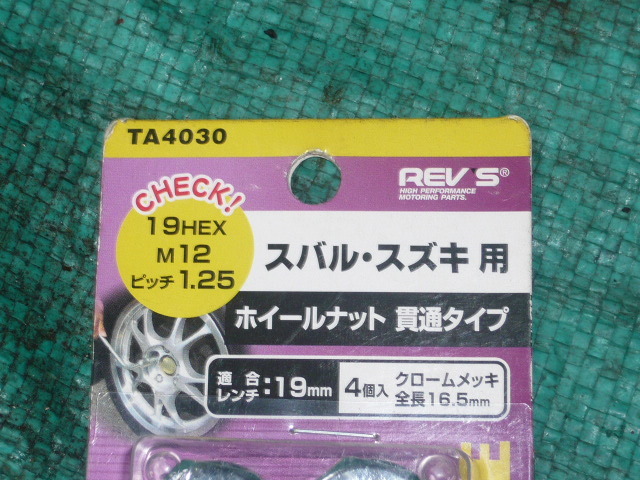 TA4030
REV'S®
HIGH PERFORMANCE
MOTORING PARTS.
CHECK!
19HEX
M12
ピッチ1.25
スバル・スズキ用
ホイールナット 貫通タイプ
適合
レンチ:19mm
4個入
クロームメッキ
全長16.5mm